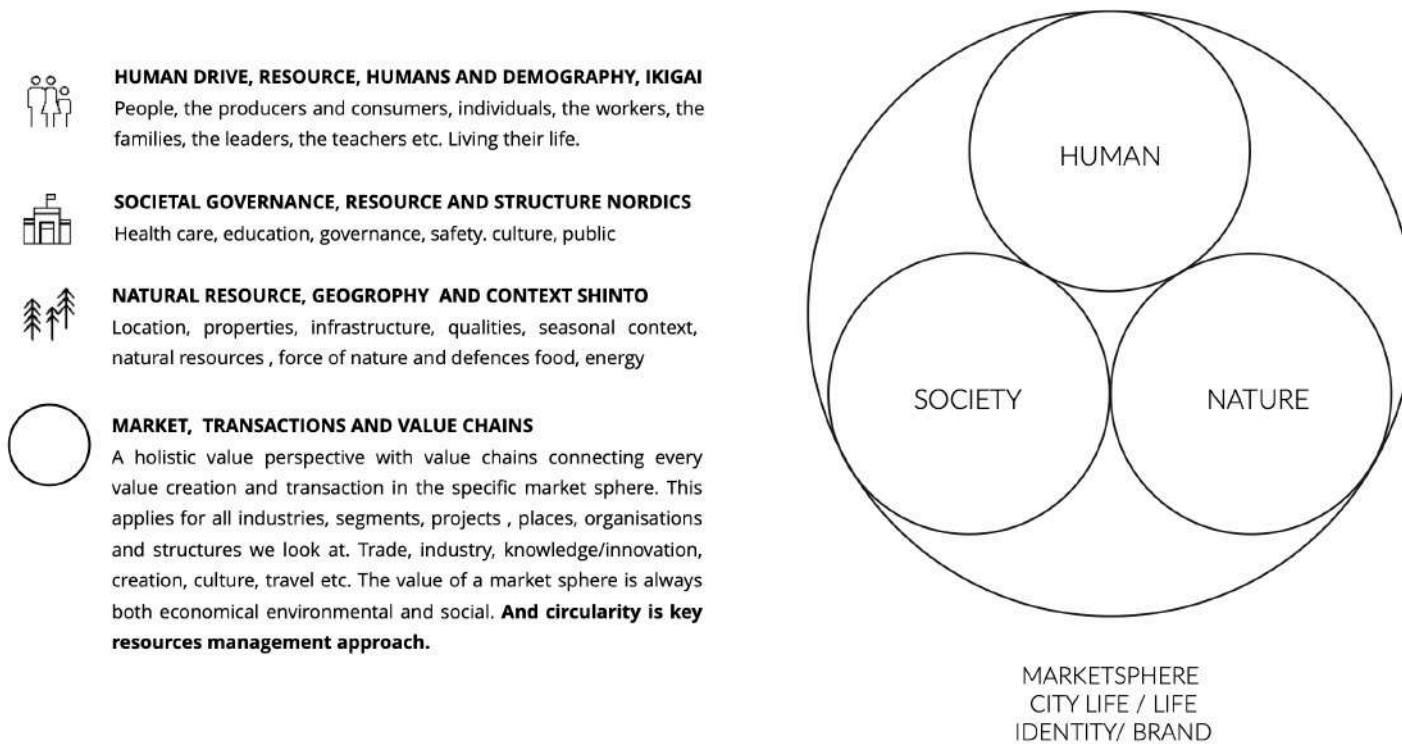 HUMAN DRIVE, RESOURCE, HUMANS AND DEMOGRAPHY, IKIGAI
People, the producers and consumers, individuals, the workers, the
families, the leaders, the teachers etc. Living their life.
SOCIETAL GOVERNANCE, RESOURCE AND STRUCTURE NORDICS
Health care, education, governance, safety. culture, public
NATURAL RESOURCE, GEOGROPHY AND CONTEXT SHINTO
Location, properties, infrastructure, qualities, seasonal context,
natural resources , force of nature and defences food, energy
MARKET, TRANSACTIONS AND VALUE CHAINS
A holistic value perspective with value chains connecting every
value creation and transaction in the specific market sphere. This
applies for all industries, segments, projects , places, organisations
and structures we look at. Trade, industry, knowledge/innovation,
creation, culture, travel etc. The value of a market sphere is always
both economical environmental and social. And circularity is key
resources management approach.
HUMAN
SOCIETY
NATURE
MARKETSPHERE
CITY LIFE / LIFE
IDENTITY/ BRAND